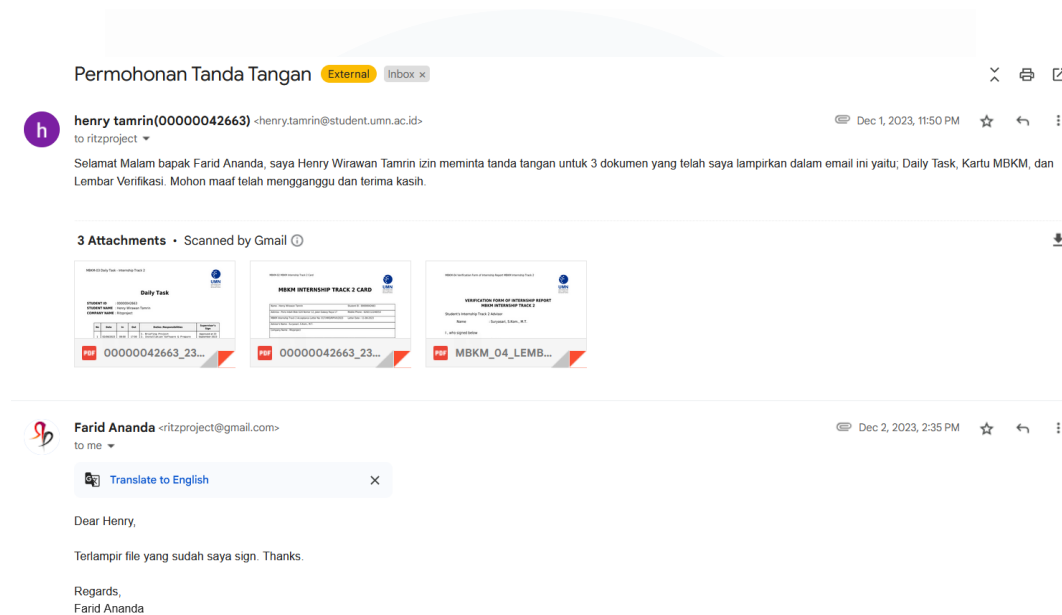 Permohonan Tanda Tangan External Inbox ×
h henry tamrin(00000042663) <henry.tamrin@student.umn.ac.id> Dec 1, 2023, 11:50 PM
to ritzproject
Selamat Malam bapak Farid Ananda, saya Henry Wirawan Tamrin izin meminta tanda tangan untuk 3 dokumen yang telah saya lampirkan dalam email ini yaitu; Daily Task, Kartu MBKM, dan
Lembar Verifikasi. Mohon maaf telah mengganggu dan terima kasih.
3 Attachments • Scanned by Gmail
Daily Task
MBKM INTERNSHIP TRACK 2 CARD
VERIFICATION FORM OF INTERNSHIP REPORT
MBKM INTERNSHIP TRACK 2
PDF 00000042663_23...
PDF 00000042663_23...
PDF MBKM_04_LEMB...
Farid Ananda <ritzproject@gmail.com> Dec 2, 2023, 2:35 PM
to me
Translate to English ×
Dear Henry,
Terlampir file yang sudah saya sign. Thanks.
Regards,
Farid Ananda